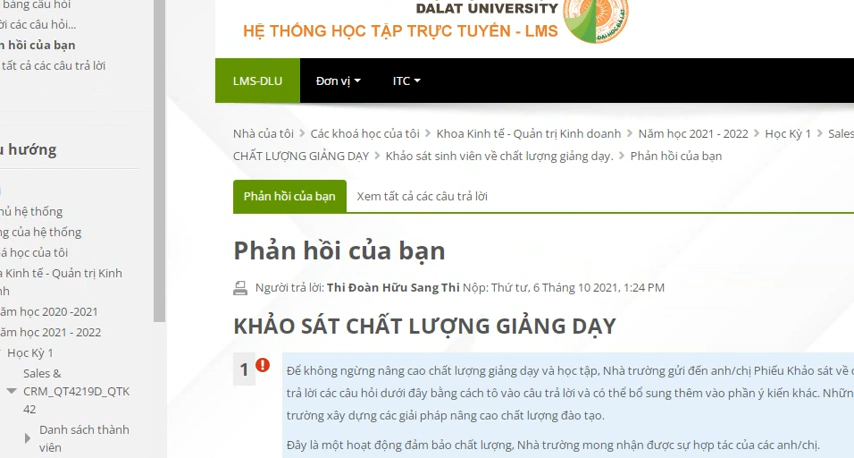 bảng câu hỏi
ời các câu hỏi...
n hồi của bạn
tất cả các câu trả lời
u hướng
hủ hệ thống
ng của hệ thống
á học của tôi
a Kinh tế - Quản trị Kinh
nh
ăm học 2020 -2021
ăm học 2021 - 2022
Học Kỳ 1
Sales &
CRM_QT4219D_QTK
42
Danh sách thành
viên
DALAT UNIVERSITY
HỆ THỐNG HỌC TẬP TRỰC TUYẾN - LMS
ĐẠI HỌC ĐÀ LẠT
LMS-DLU Đơn vị ITC
Nhà của tôi > Các khoá học của tôi > Khoa Kinh tế - Quản trị Kinh doanh > Năm học 2021 - 2022 > Học Kỳ 1 > Sales
CHẤT LƯỢNG GIẢNG DẠY > Khảo sát sinh viên về chất lượng giảng dạy. > Phản hồi của bạn
Phản hồi của bạn Xem tất cả các câu trả lời
Phản hồi của bạn
Người trả lời: Thi Đoàn Hữu Sang Thi Nộp: Thứ tư, 6 Tháng 10 2021, 1:24 PM
KHẢO SÁT CHẤT LƯỢNG GIẢNG DẠY
1
Để không ngừng nâng cao chất lượng giảng dạy và học tập, Nhà trường gửi đến anh/chị Phiếu Khảo sát về c
trả lời các câu hỏi dưới đây bằng cách tô vào câu trả lời và có thể bổ sung thêm vào phần ý kiến khác. Nhữn
trường xây dựng các giải pháp nâng cao chất lượng đào tạo.
Đây là một hoạt động đảm bảo chất lượng, Nhà trường mong nhận được sự hợp tác của các anh/chị.